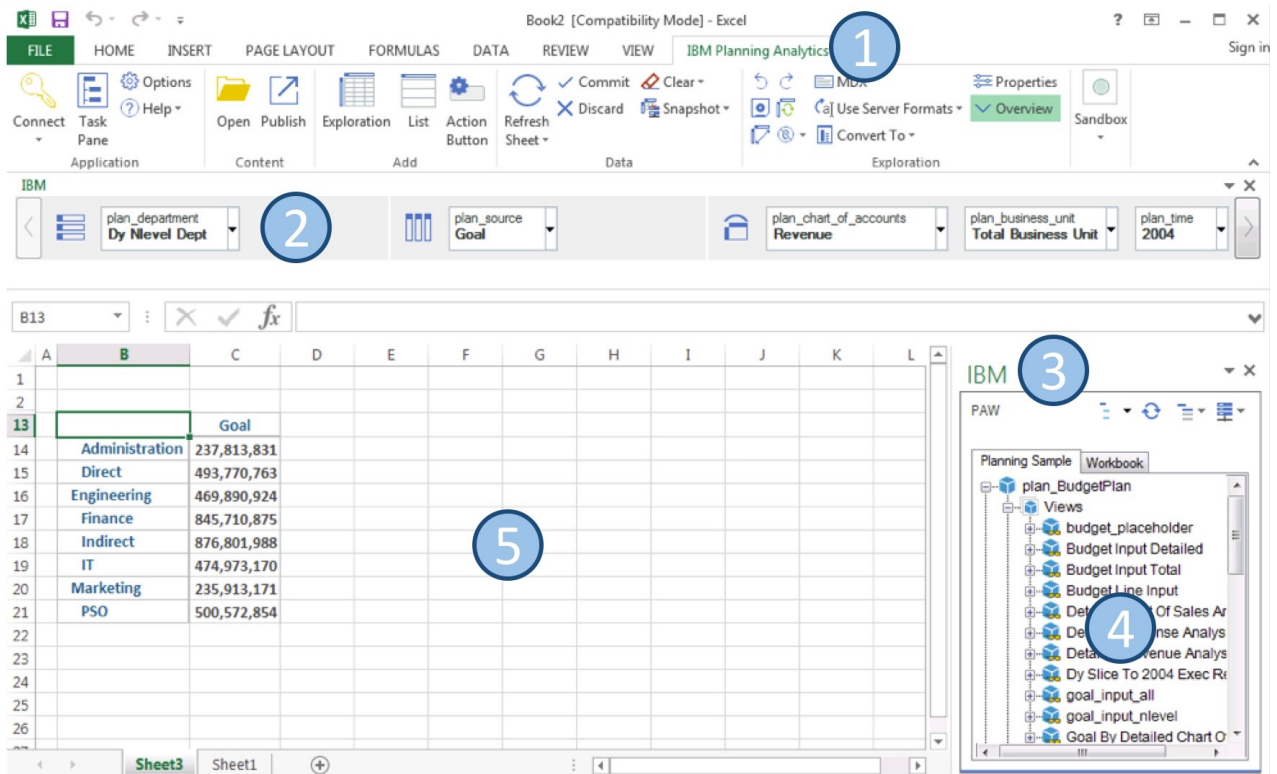 Book2 [Compatibility Mode] - Excel
FILE HOME INSERT PAGE LAYOUT FORMULAS DATA REVIEW VIEW IBM Planning Analytics Sign in
1
Connect Task Pane Options Help
Application
Open Publish
Content
Exploration List Action Button
Add
Refresh Sheet Commit Discard Clear Snapshot
Data
MDX Use Server Formats Convert To Properties Overview
Exploration
Sandbox
IBM
plan_department
Dy Nlevel Dept
2
plan_source
Goal
plan_chart_of_accounts
Revenue
plan_business_unit
Total Business Unit
plan_time
2004
B13 fx
A B C D E F G H I J K L
1
2
13 Goal
14 Administration 237,813,831
15 Direct 493,770,763
16 Engineering 469,890,924
17 Finance 845,710,875
18 Indirect 876,801,988
19 IT 474,973,170
20 Marketing 235,913,171
21 PSO 500,572,854
22
23
24
25
26
5
Sheet3 Sheet1
IBM
3
PAW
Planning Sample Workbook
plan_BudgetPlan
Views
budget_placeholder
Budget Input Detailed
Budget Input Total
Budget Line Input
Of Sales Ar
Analys
Analys
Dy Slice To 2004 Exec Re
goal_input_all
goal_input_nlevel
Goal By Detailed Chart O
4